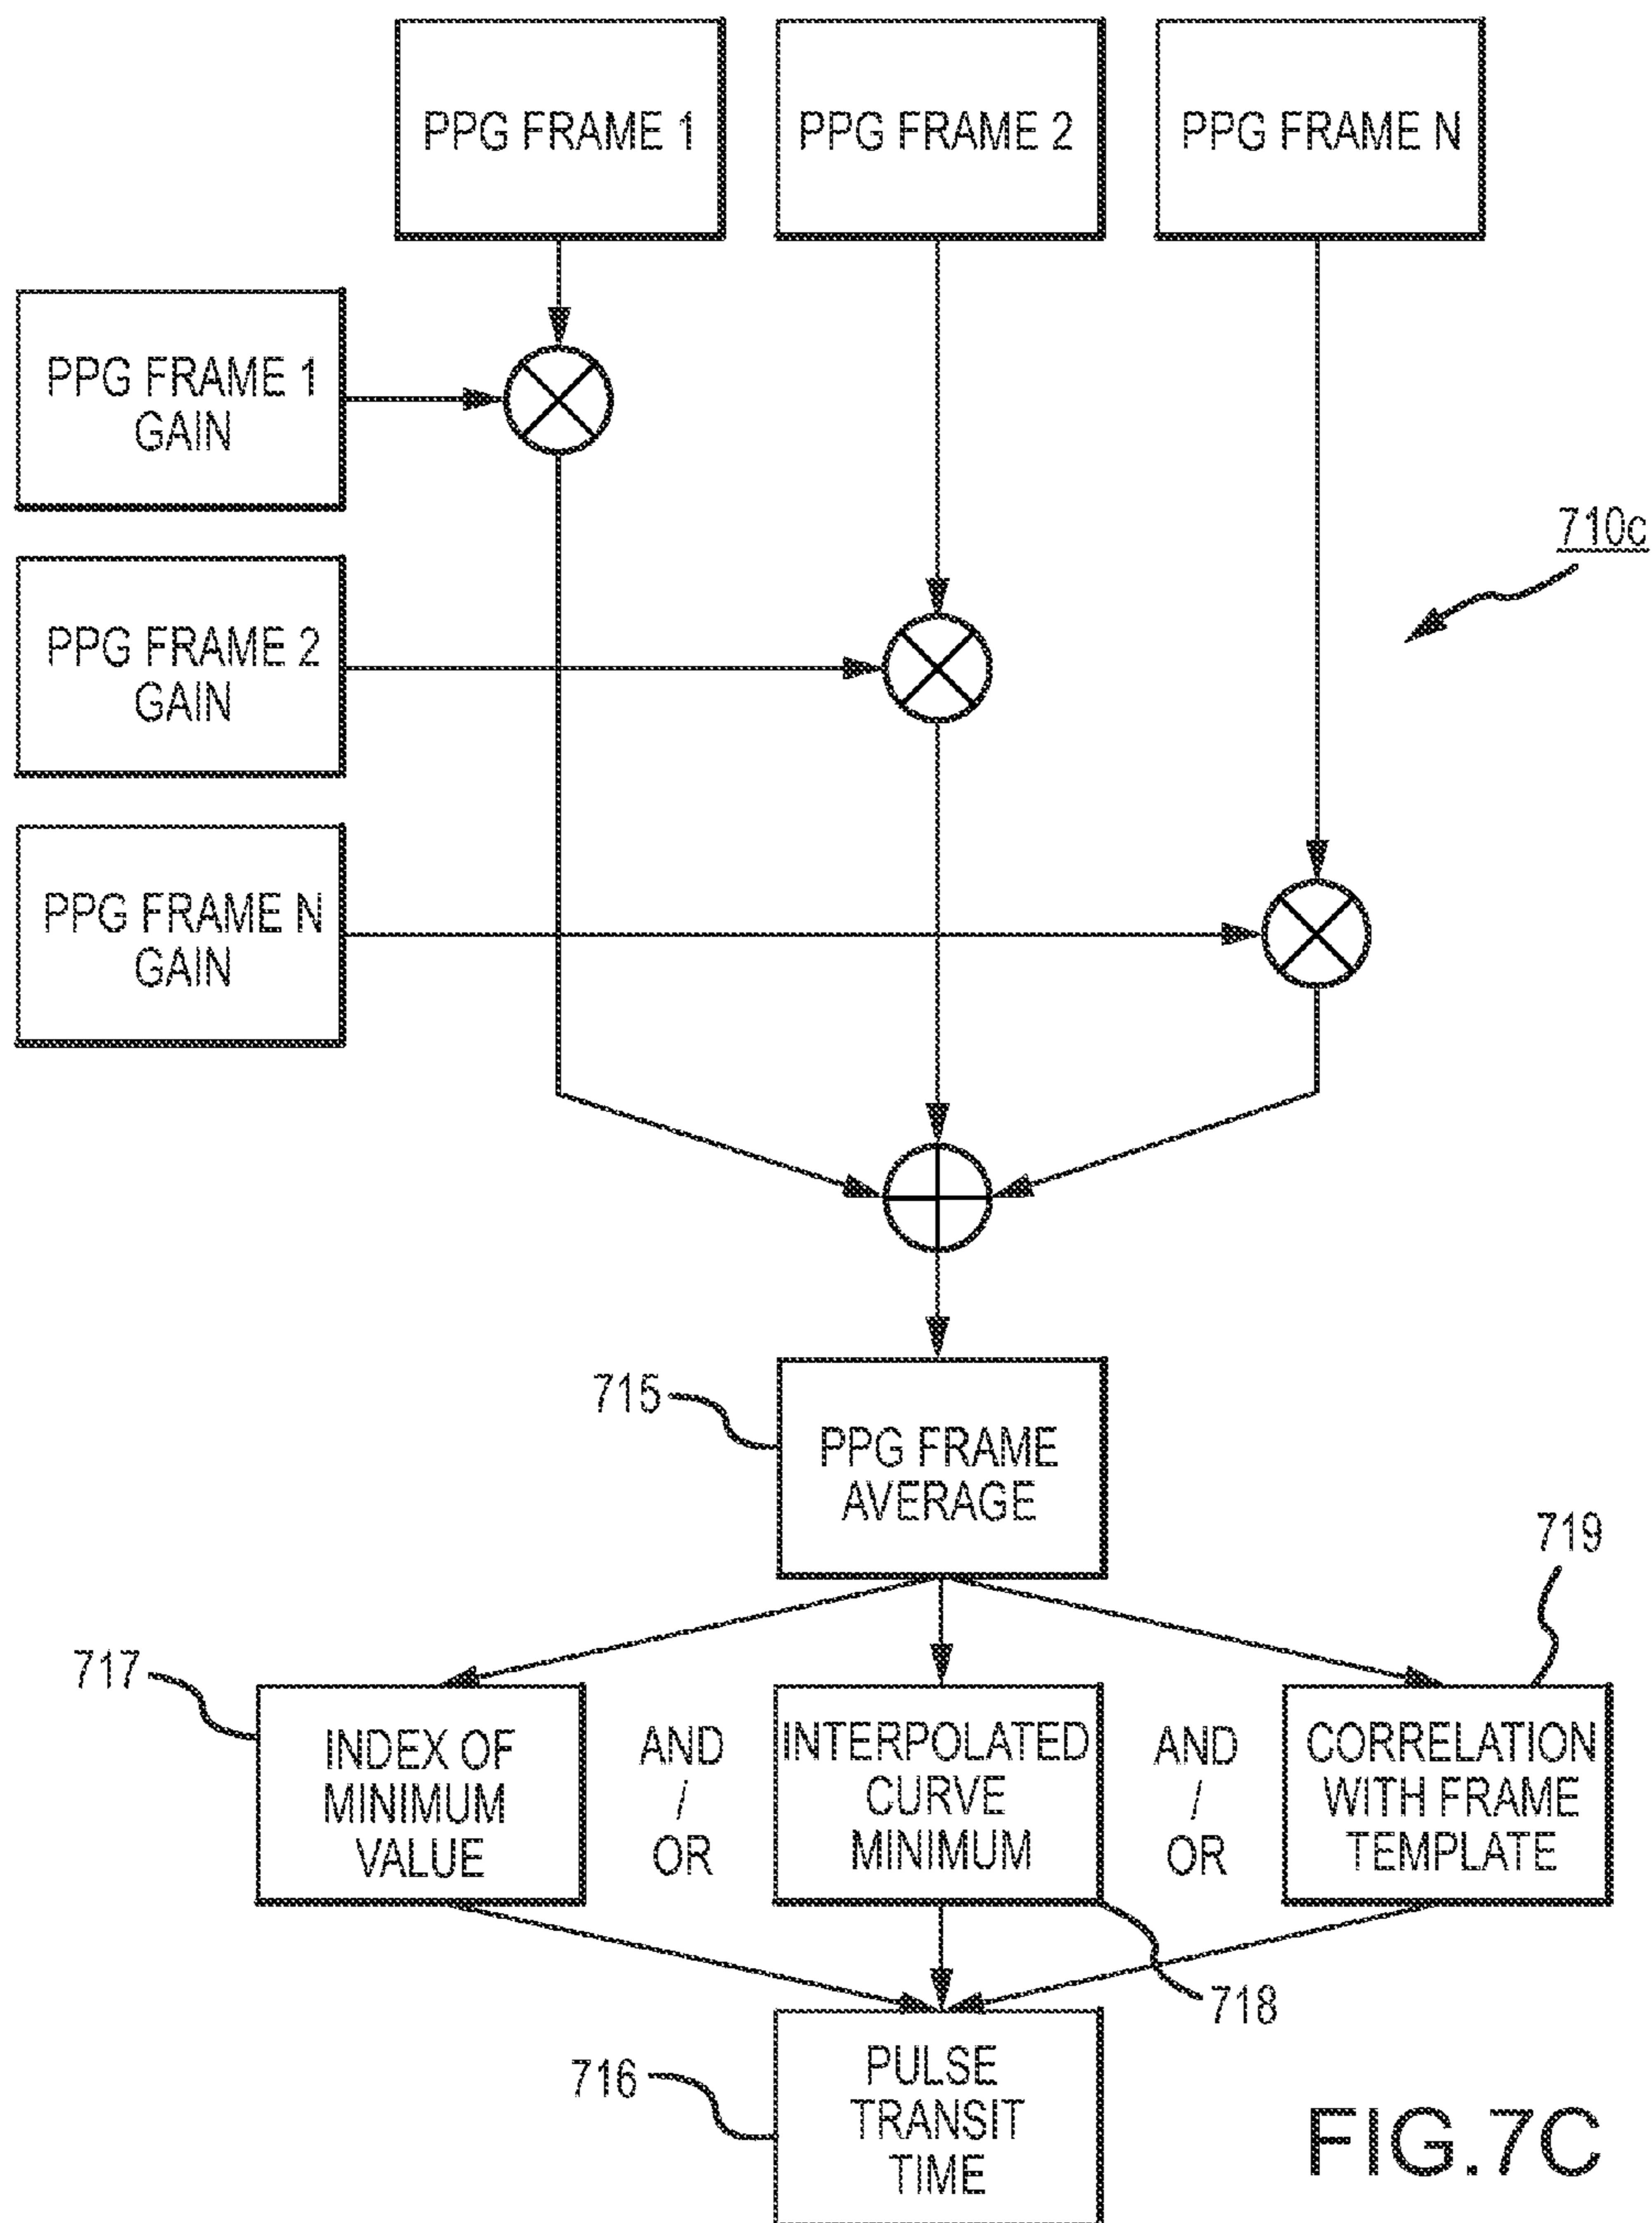 PPG FRAME 1
PPG FRAME 2
PPG FRAME N
PPG FRAME 1
GAIN
710c
PPG FRAME 2
GAIN
PPG FRAME N
GAIN
715
PPG FRAME
AVERAGE
719
717
INDEX OF
MINIMUM
VALUE
AND
/
OR
INTERPOLATED
CURVE
MINIMUM
AND
/
OR
CORRELATION
WITH FRAME
TEMPLATE
718
716
PULSE
TRANSIT
TIME
FIG.7C